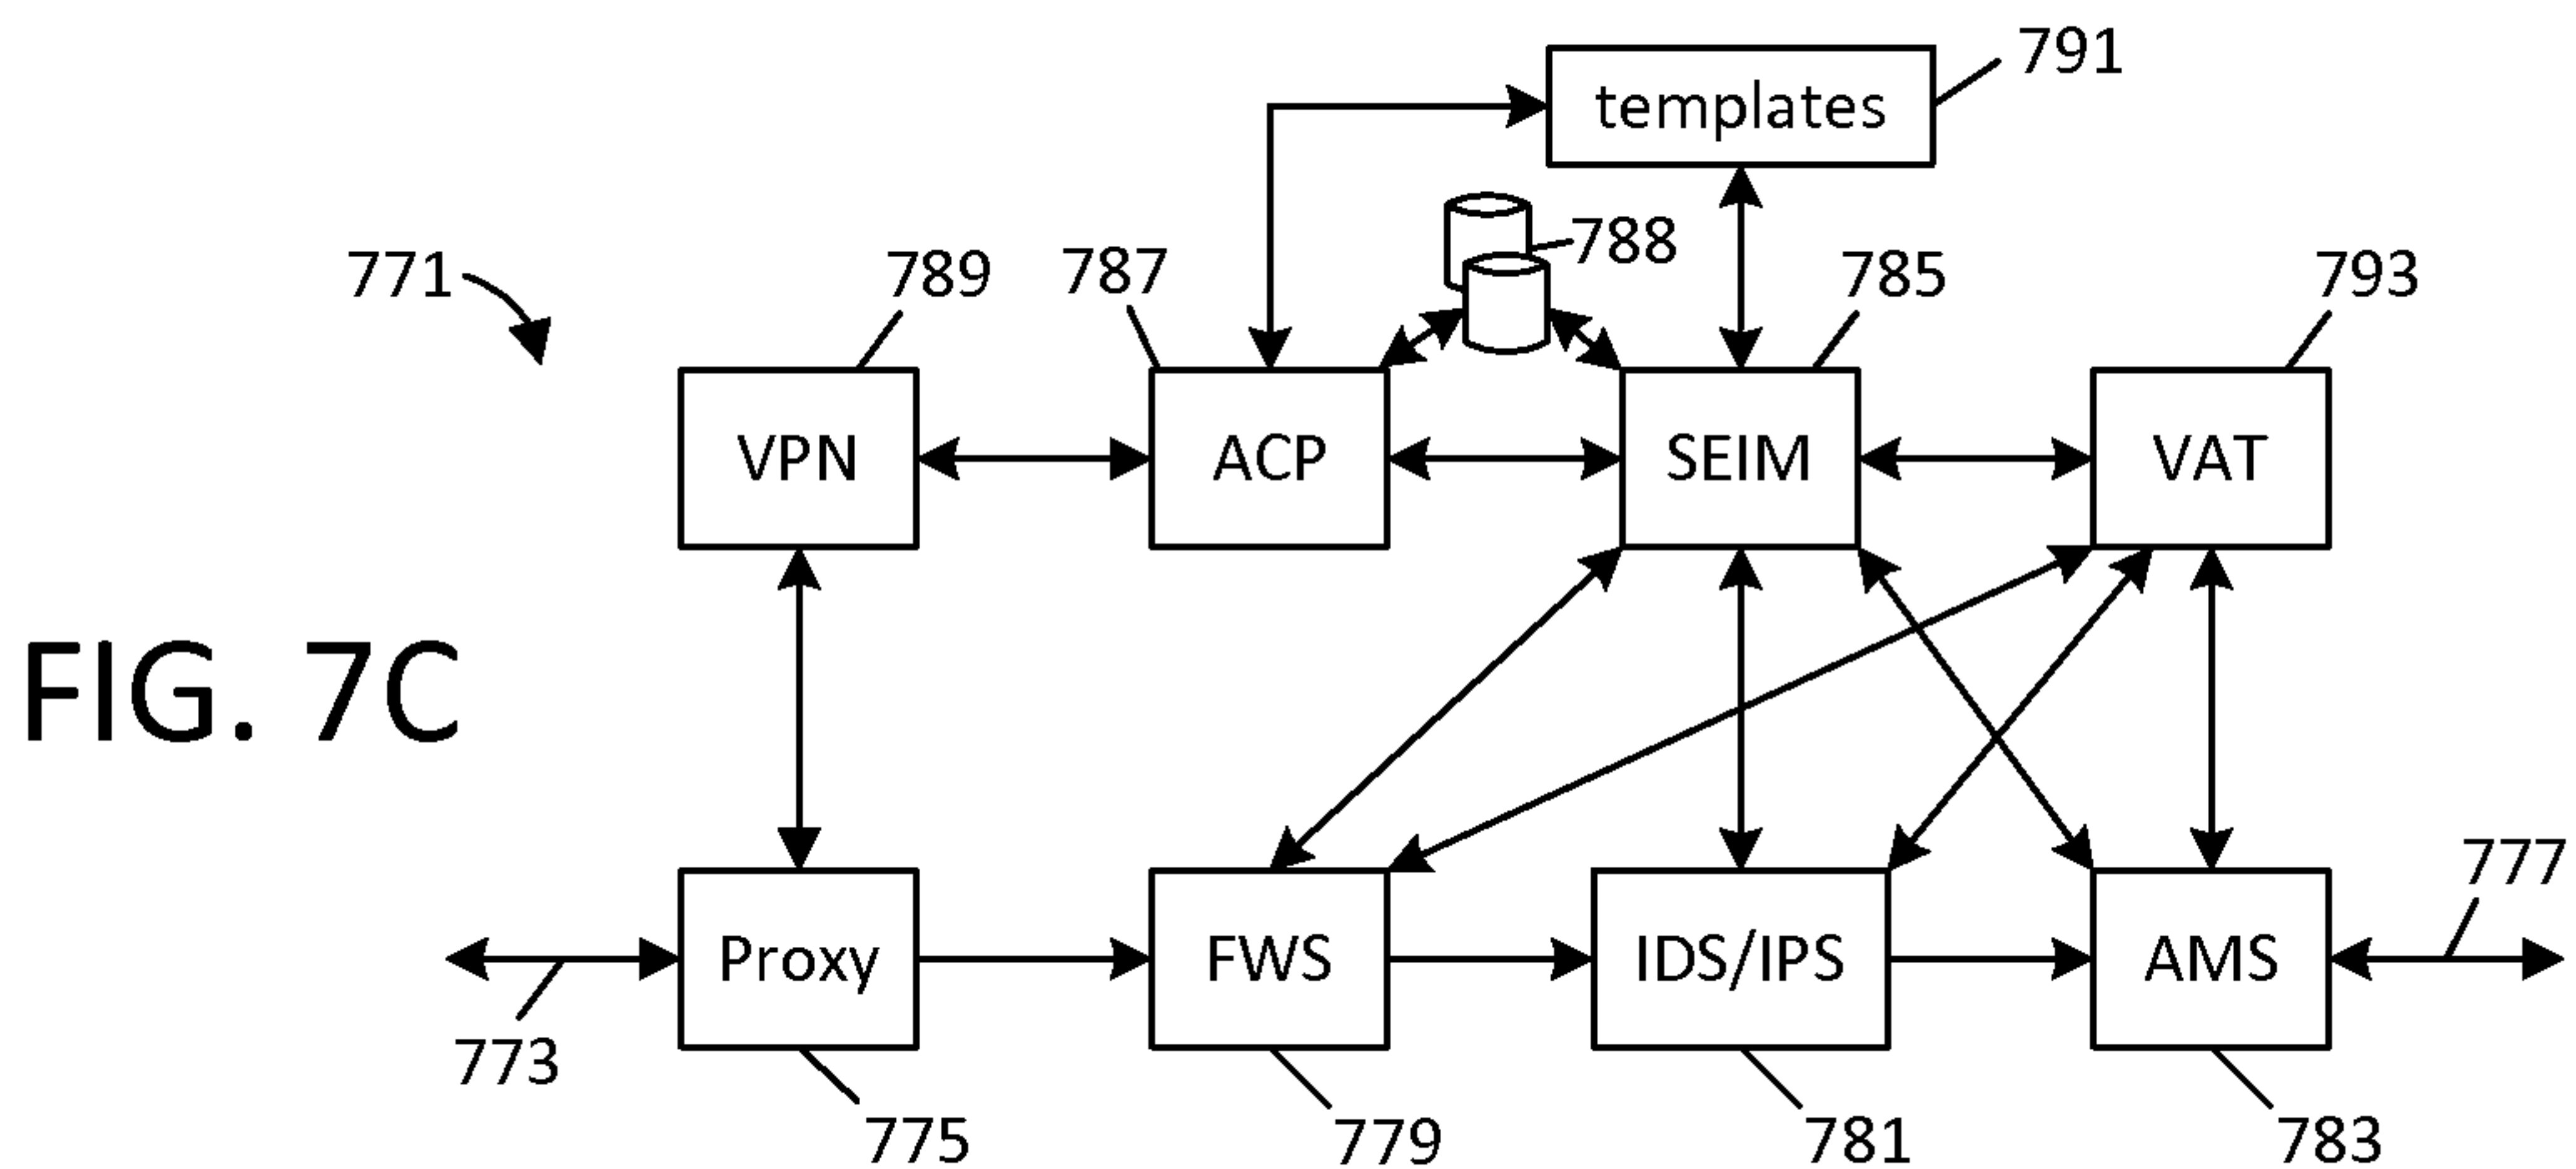 791
templates
788
771
789
787
785
793
VPN
ACP
SEIM
VAT
FIG. 7C
777
Proxy
FWS
IDS/IPS
AMS
773
775
779
781
783